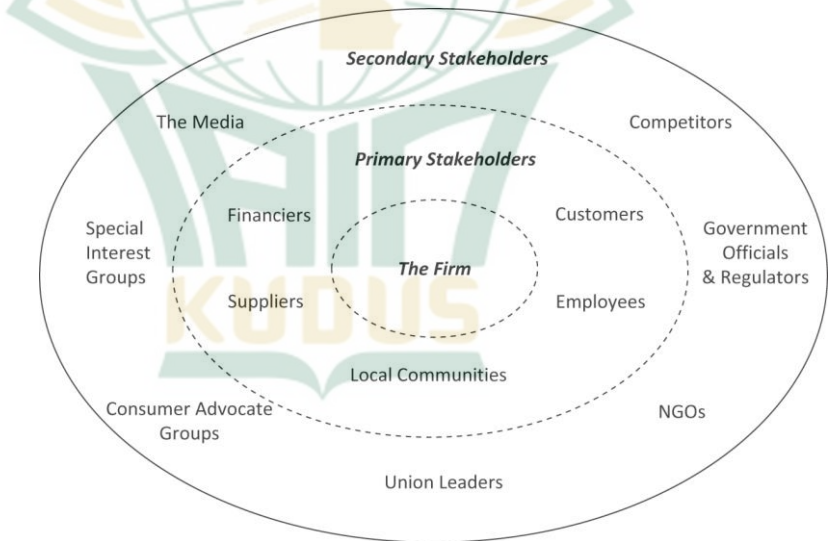 Secondary Stakeholders
The Media
Competitors
Primary Stakeholders
Financiers
Customers
Special
Interest
Groups
Government
Officials
& Regulators
The Firm
Suppliers
Employees
Local Communities
Consumer Advocate
Groups
NGOs
Union Leaders
IAIN
KUDUS